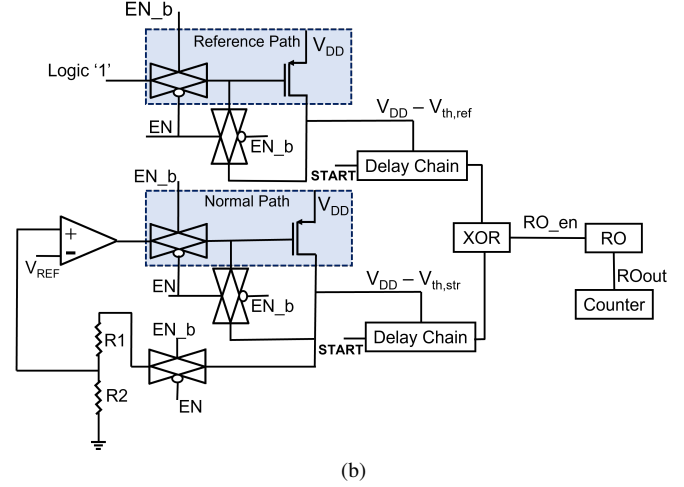 EN_b
Reference Path
V_DD
Logic '1'
EN
EN_b
V_DD – V_th,ref
START
Delay Chain
EN_b
Normal Path
V_DD
+
-
V_REF
EN
EN_b
V_DD – V_th,str
START
Delay Chain
XOR
RO_en
RO
ROout
Counter
R1
EN_b
R2
EN
(b)